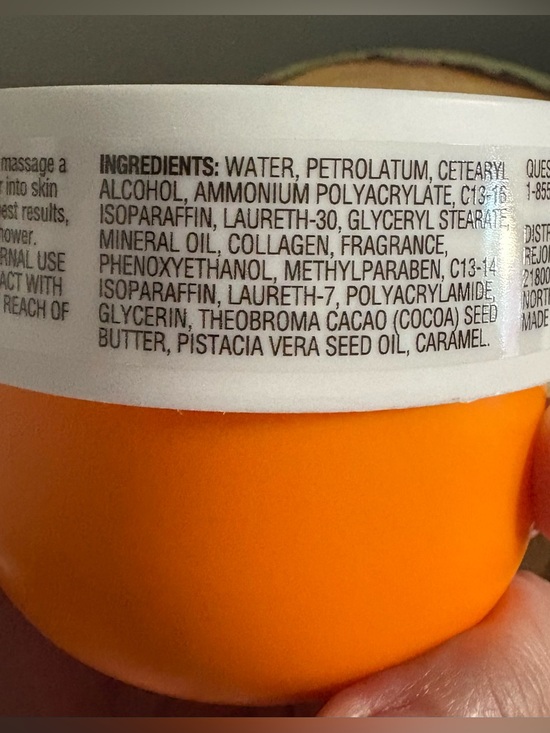 massage a
into skin
est results,
hower.
RNAL USE
ACT WITH
REACH OF
INGREDIENTS: WATER, PETROLATUM, CETEARYL
ALCOHOL, AMMONIUM POLYACRYLATE, C13-16
ISOPARAFFIN, LAURETH-30, GLYCERYL STEARATE,
MINERAL OIL, COLLAGEN, FRAGRANCE,
PHENOXYETHANOL, METHYLPARABEN, C13-14
ISOPARAFFIN, LAURETH-7, POLYACRYLAMIDE,
GLYCERIN, THEOBROMA CACAO (COCOA) SEED
BUTTER, PISTACIA VERA SEED OIL, CARAMEL.
QUES
1-855
DISTR
REJO
21800
NORT
MADE